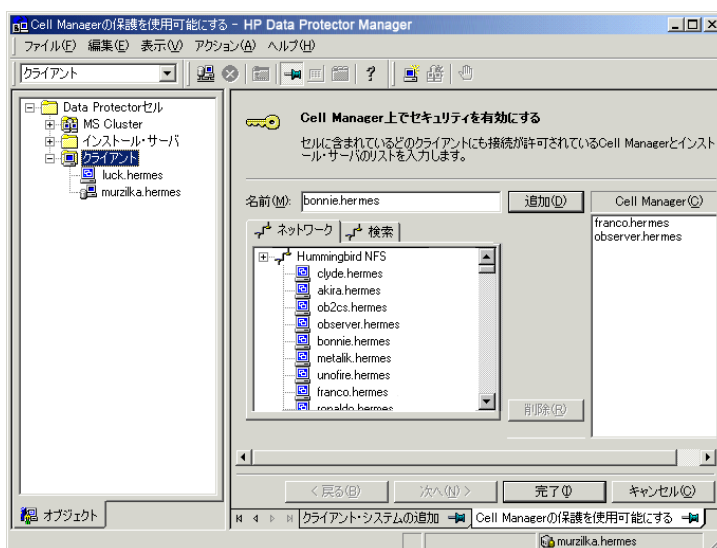 Cell Managerの保護を使用可能にする - HP Data Protector Manager
ファイル(F) 編集(E) 表示(V) アクション(A) ヘルプ(H)
クライアント
Data Protectorセル
MS Cluster
インストール・サーバ
クライアント
luck.hermes
murzilka.hermes
オブジェクト
Cell Manager上でセキュリティを有効にする
セルに含まれているどのクライアントにも接続が許可されているCell Managerとインスト
ール・サーバのリストを入力します。
名前(M): bonnie.hermes 追加(D) Cell Manager(C)
ネットワーク 検索
Hummingbird NFS
clyde.hermes
akira.hermes
ob2cs.hermes
observer.hermes
bonnie.hermes
metalik.hermes
unofire.hermes
franco.hermes
ronaldo.hermes
franco.hermes
observer.hermes
削除(R)
< 戻る(B) 次へ(N) > 完了(I) キャンセル(C)
クライアント・システムの追加 Cell Managerの保護を使用可能にする
murzilka.hermes